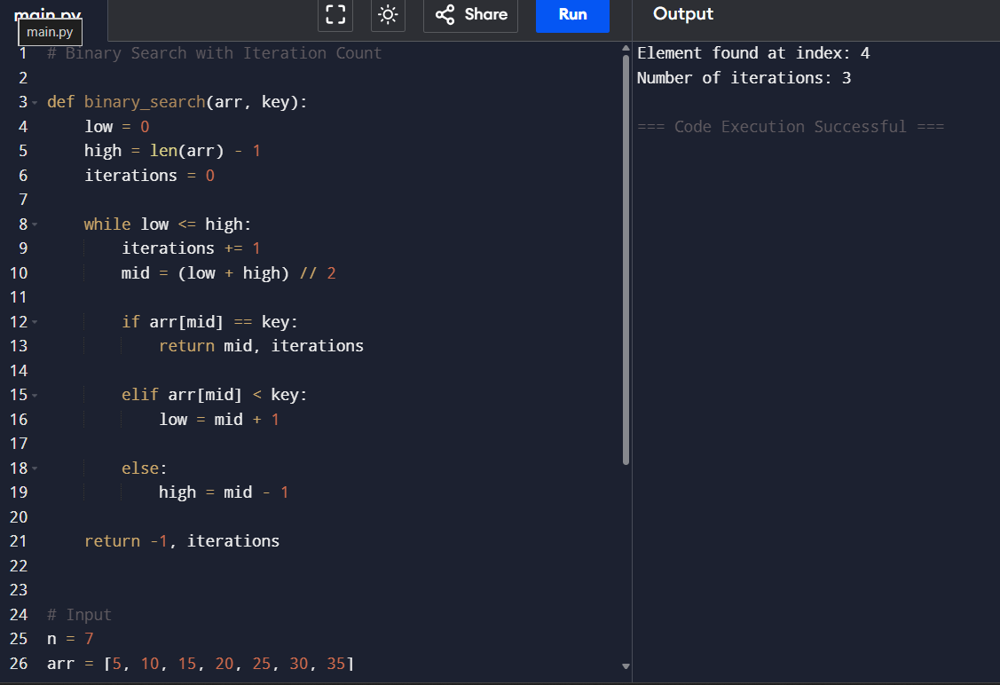 main.py
main.py
Share
Run
Output
1 # Binary Search with Iteration Count
2
3 def binary_search(arr, key):
4     low = 0
5     high = len(arr) - 1
6     iterations = 0
7
8     while low <= high:
9         iterations += 1
10         mid = (low + high) // 2
11
12         if arr[mid] == key:
13             return mid, iterations
14
15         elif arr[mid] < key:
16             low = mid + 1
17
18         else:
19             high = mid - 1
20
21     return -1, iterations
22
23
24 # Input
25 n = 7
26 arr = [5, 10, 15, 20, 25, 30, 35]
Element found at index: 4
Number of iterations: 3
=== Code Execution Successful ===